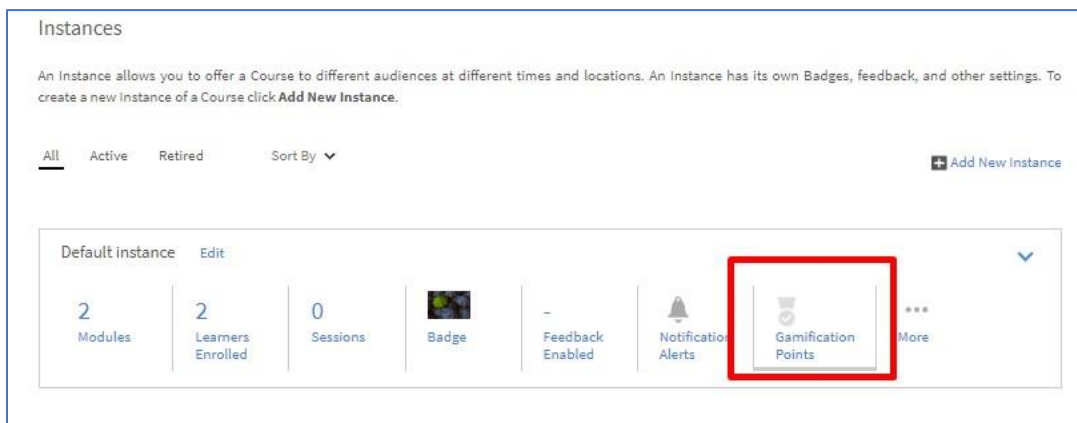 Instances
An Instance allows you to offer a Course to different audiences at different times and locations. An Instance has its own Badges, feedback, and other settings. To
create a new Instance of a Course click Add New Instance.
All Active Retired Sort By
Add New Instance
Default instance Edit
2 2 0 -
Modules Learners Enrolled Sessions Badge Feedback Enabled Notification Alerts Gamification Points More